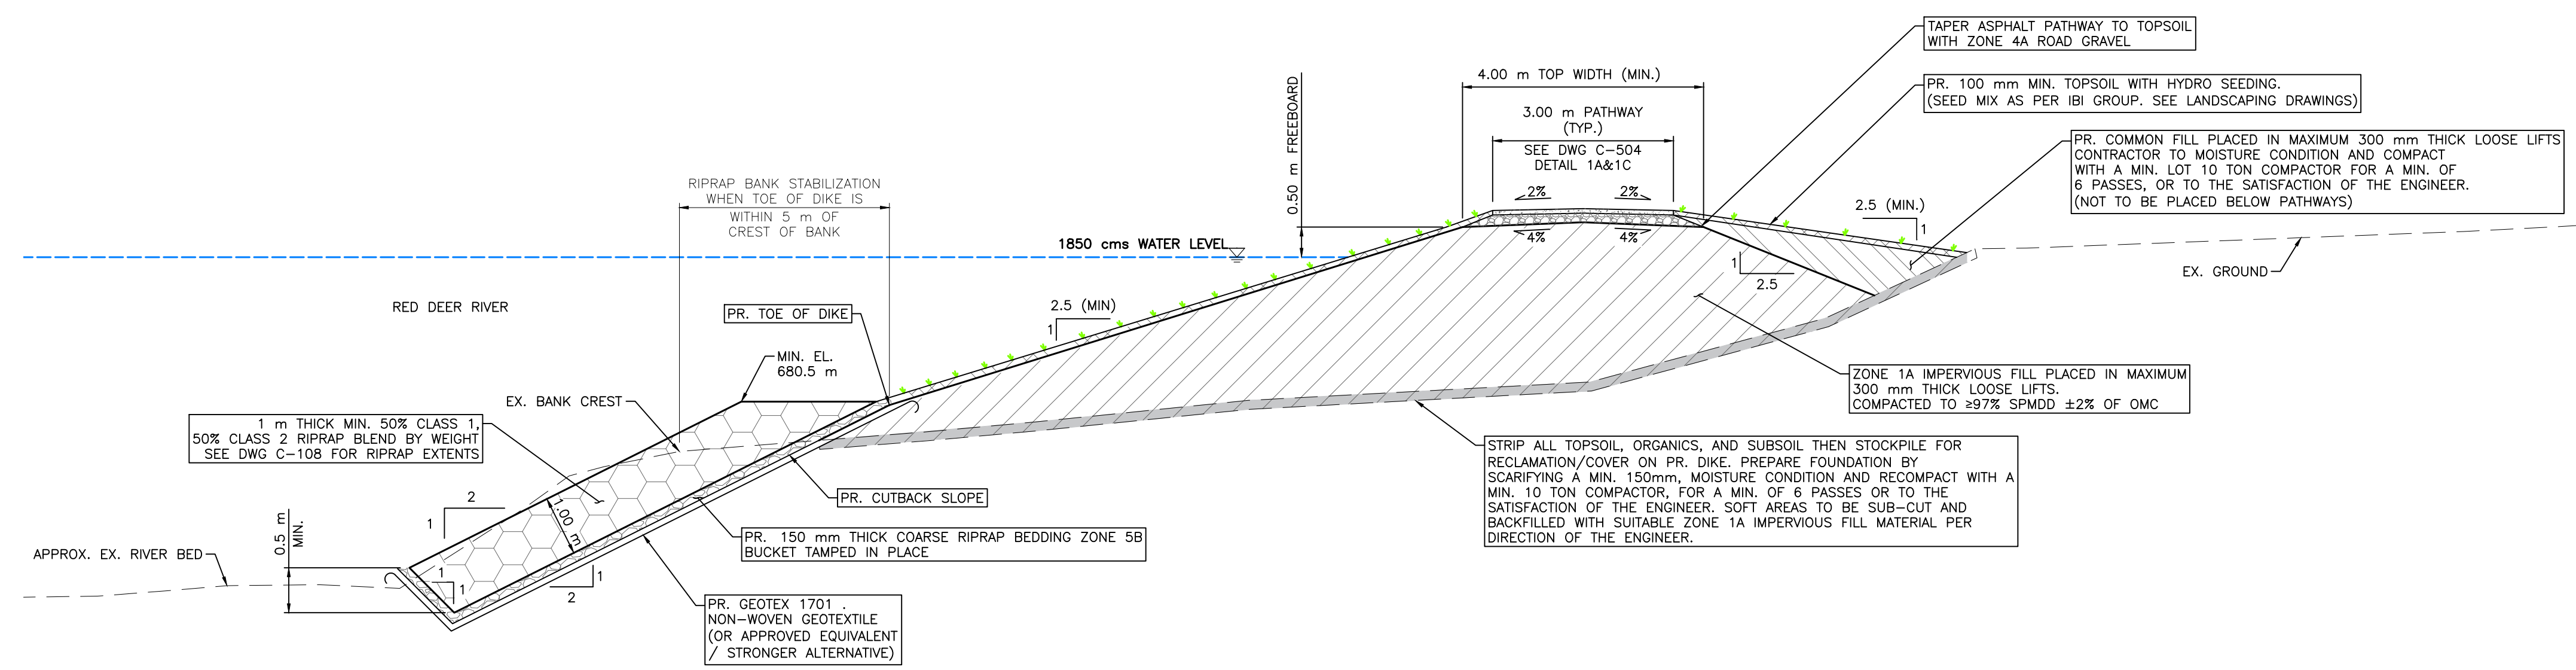 TAPER ASPHALT PATHWAY TO TOPSOIL
WITH ZONE 4A ROAD GRAVEL
4.00 m TOP WIDTH (MIN.)
PR. 100 mm MIN. TOPSOIL WITH HYDRO SEEDING.
(SEED MIX AS PER IBI GROUP. SEE LANDSCAPING DRAWINGS)
0.50 m FREEBOARD
3.00 m PATHWAY
(TYP.)
SEE DWG C-504
DETAIL 1A&1C
PR. COMMON FILL PLACED IN MAXIMUM 300 mm THICK LOOSE LIFTS
CONTRACTOR TO MOISTURE CONDITION AND COMPACT
WITH A MIN. LOT 10 TON COMPACTOR FOR A MIN. OF
6 PASSES, OR TO THE SATISFACTION OF THE ENGINEER.
(NOT TO BE PLACED BELOW PATHWAYS)
RIPRAP BANK STABILIZATION
WHEN TOE OF DIKE IS
WITHIN 5 m OF
CREST OF BANK
2%
2%
4%
4%
2.5 (MIN.)
1
1850 cms WATER LEVEL
EX. GROUND
1
2.5
RED DEER RIVER
PR. TOE OF DIKE
2.5 (MIN)
1
MIN. EL.
680.5 m
EX. BANK CREST
ZONE 1A IMPERVIOUS FILL PLACED IN MAXIMUM
300 mm THICK LOOSE LIFTS.
COMPACTED TO ≥97% SPMDD ±2% OF OMC
1 m THICK MIN. 50% CLASS 1,
50% CLASS 2 RIPRAP BLEND BY WEIGHT
SEE DWG C-108 FOR RIPRAP EXTENTS
STRIP ALL TOPSOIL, ORGANICS, AND SUBSOIL THEN STOCKPILE FOR
RECLAMATION/COVER ON PR. DIKE. PREPARE FOUNDATION BY
SCARIFYING A MIN. 150mm, MOISTURE CONDITION AND RECOMPACT WITH A
MIN. 10 TON COMPACTOR, FOR A MIN. OF 6 PASSES OR TO THE
SATISFACTION OF THE ENGINEER. SOFT AREAS TO BE SUB-CUT AND
BACKFILLED WITH SUITABLE ZONE 1A IMPERVIOUS FILL MATERIAL PER
DIRECTION OF THE ENGINEER.
PR. CUTBACK SLOPE
2
1
1.00 m
0.5 m
MIN.
PR. 150 mm THICK COARSE RIPRAP BEDDING ZONE 5B
BUCKET TAMPED IN PLACE
APPROX. EX. RIVER BED
1
1
1
2
PR. GEOTEX 1701 .
NON-WOVEN GEOTEXTILE
(OR APPROVED EQUIVALENT
/ STRONGER ALTERNATIVE)